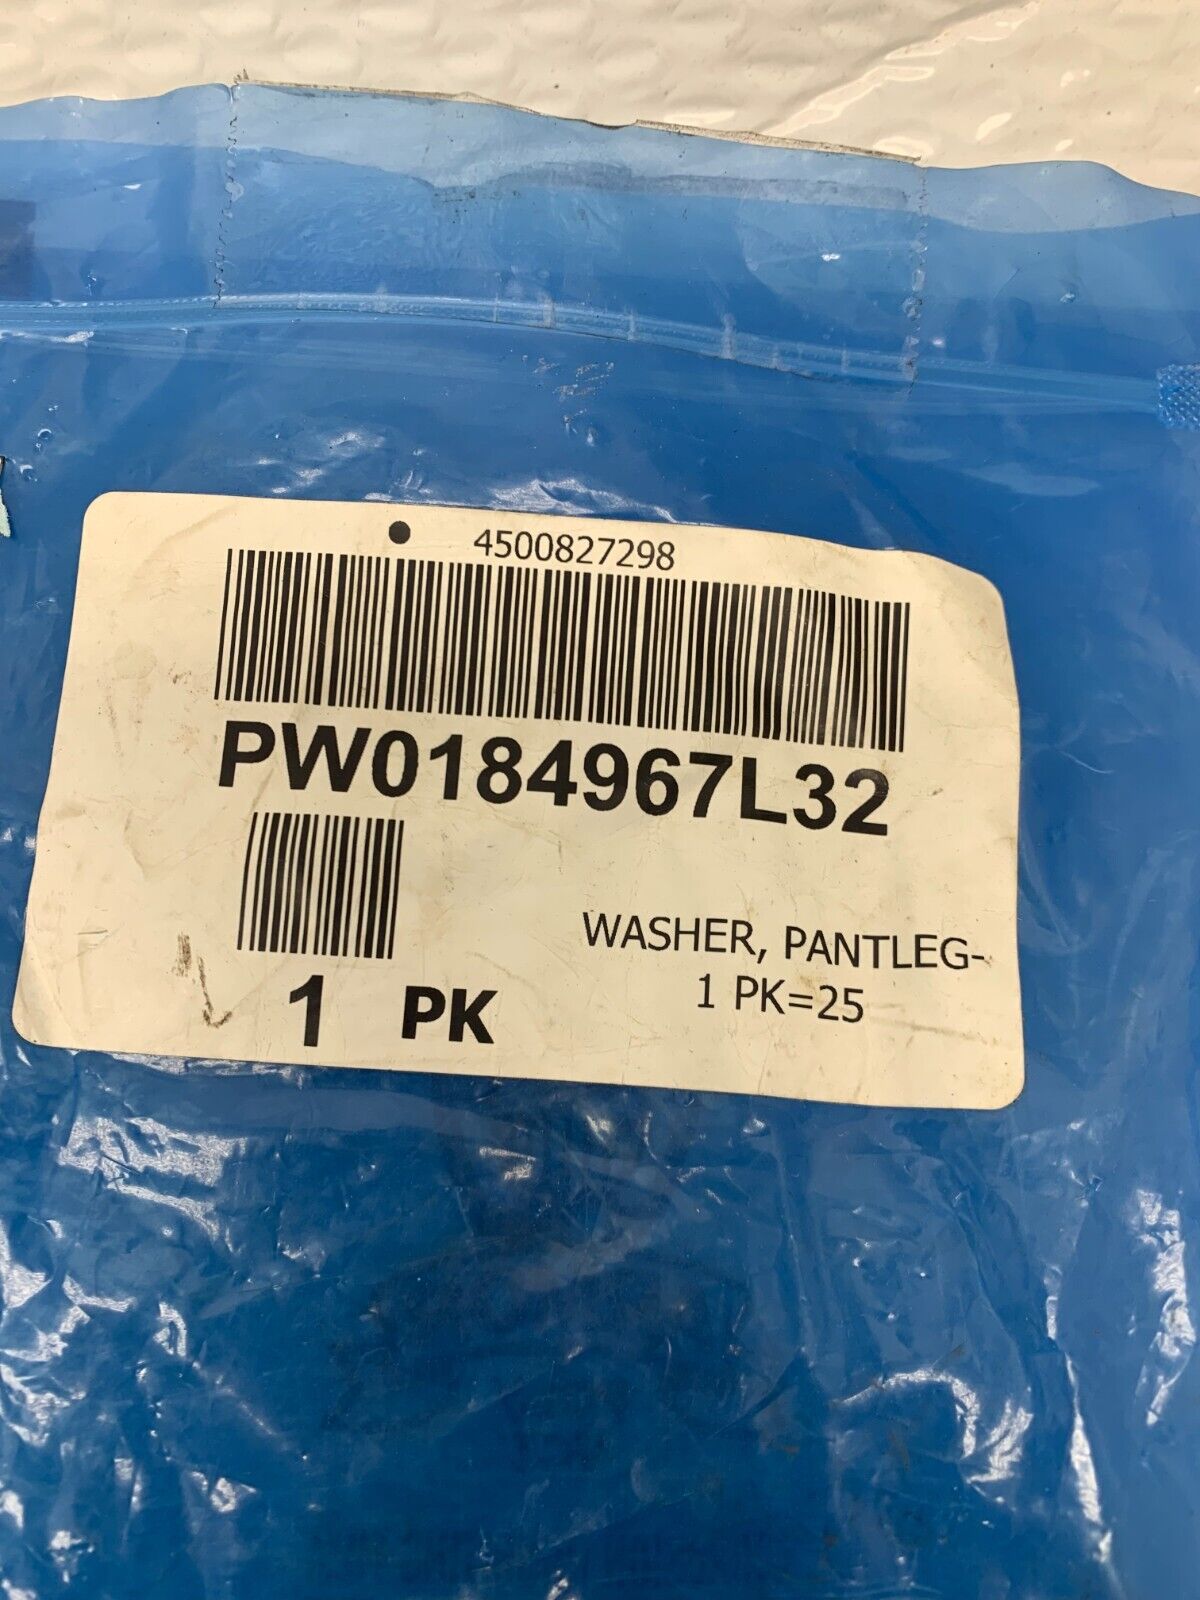 4500827298
PW0184967L32
WASHER, PANTLEG-
1 PK=25
1 PK